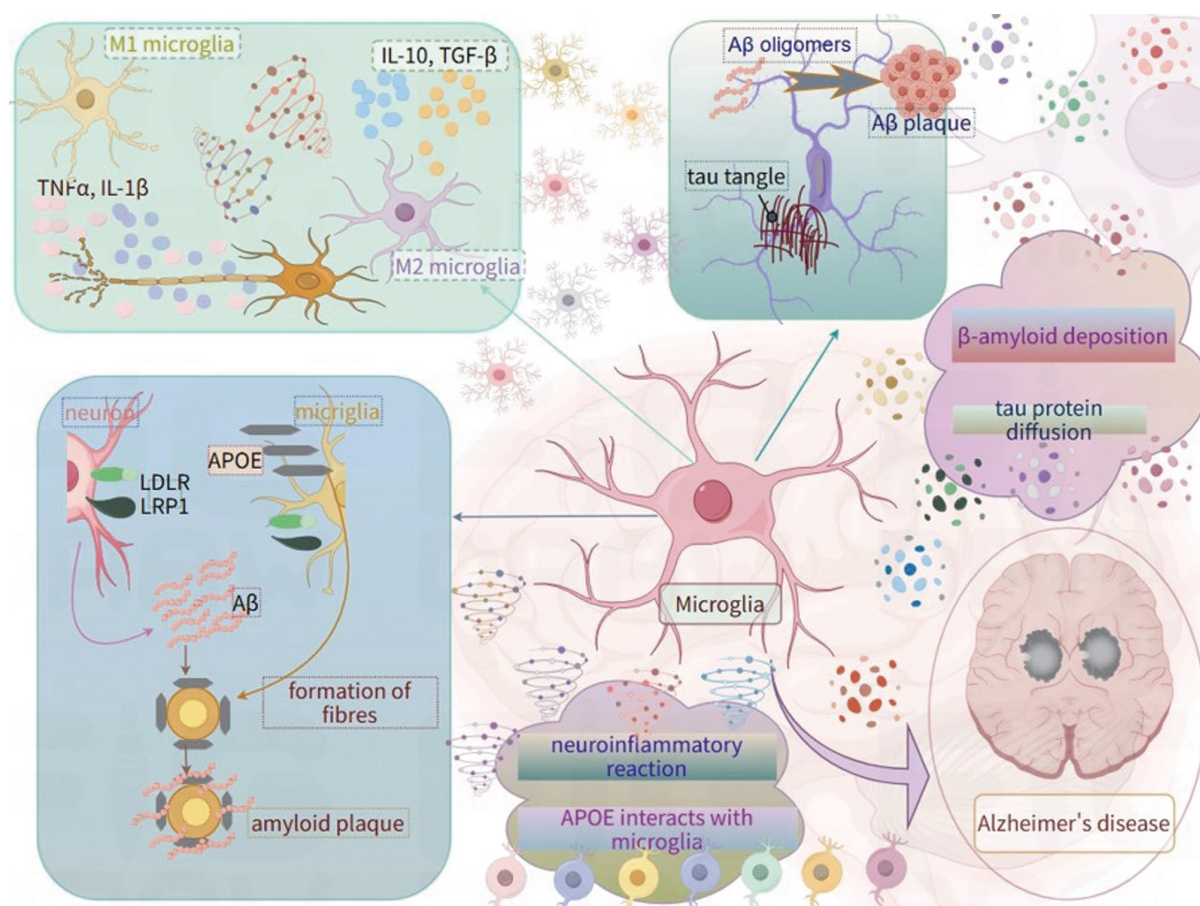 M1 microglia
IL-10, TGF-β
TNFα, IL-1β
M2 microglia
Aβ oligomers
Aβ plaque
tau tangle
β-amyloid deposition
tau protein
diffusion
neuron
micriglia
APOE
LDLR
LRP1
Aβ
formation of
fibres
amyloid plaque
Microglia
neuroinflammatory
reaction
APOE interacts with
microglia
Alzheimer's disease